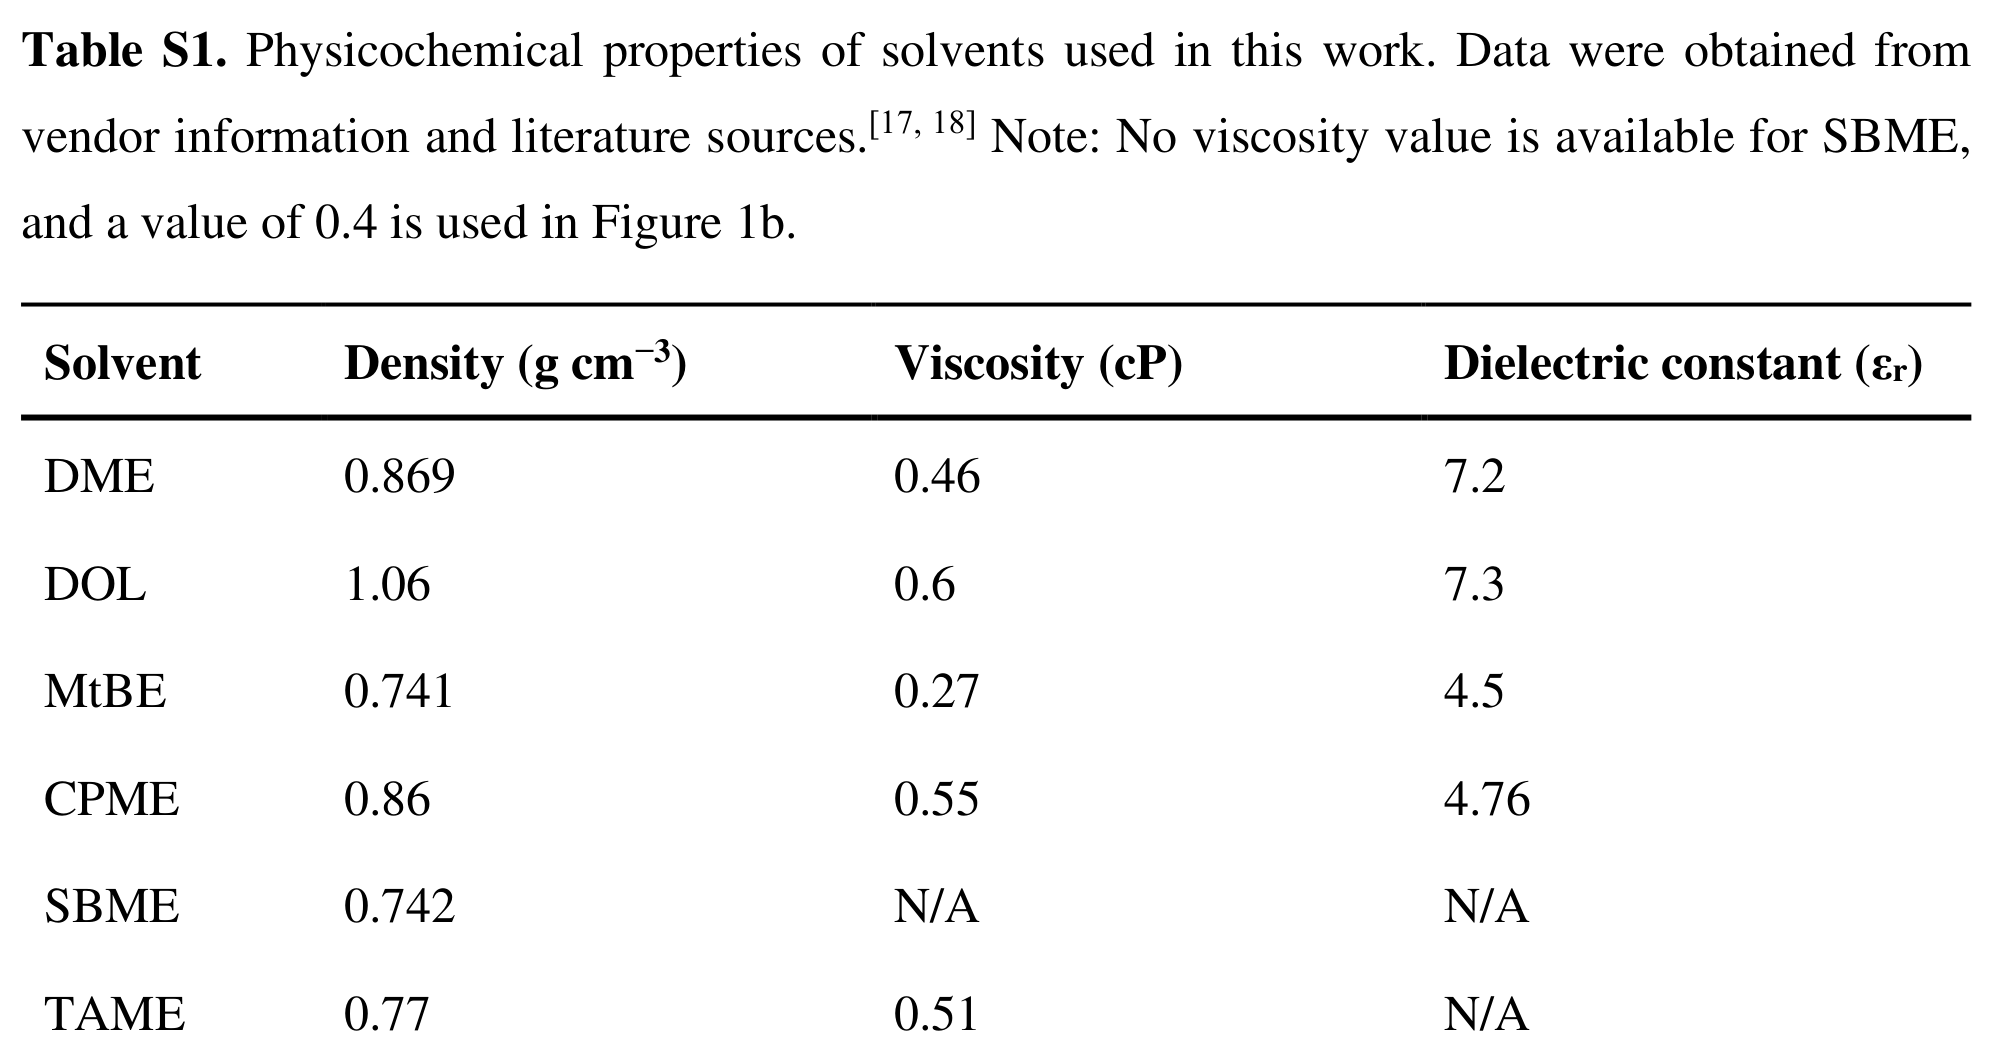 Table S1. Physicochemical properties of solvents used in this work. Data were obtained from
vendor information and literature sources.[17, 18] Note: No viscosity value is available for SBME,
and a value of 0.4 is used in Figure 1b.
Solvent Density (g cm⁻³) Viscosity (cP) Dielectric constant (εᵣ)
DME 0.869 0.46 7.2
DOL 1.06 0.6 7.3
MtBE 0.741 0.27 4.5
CPME 0.86 0.55 4.76
SBME 0.742 N/A N/A
TAME 0.77 0.51 N/A